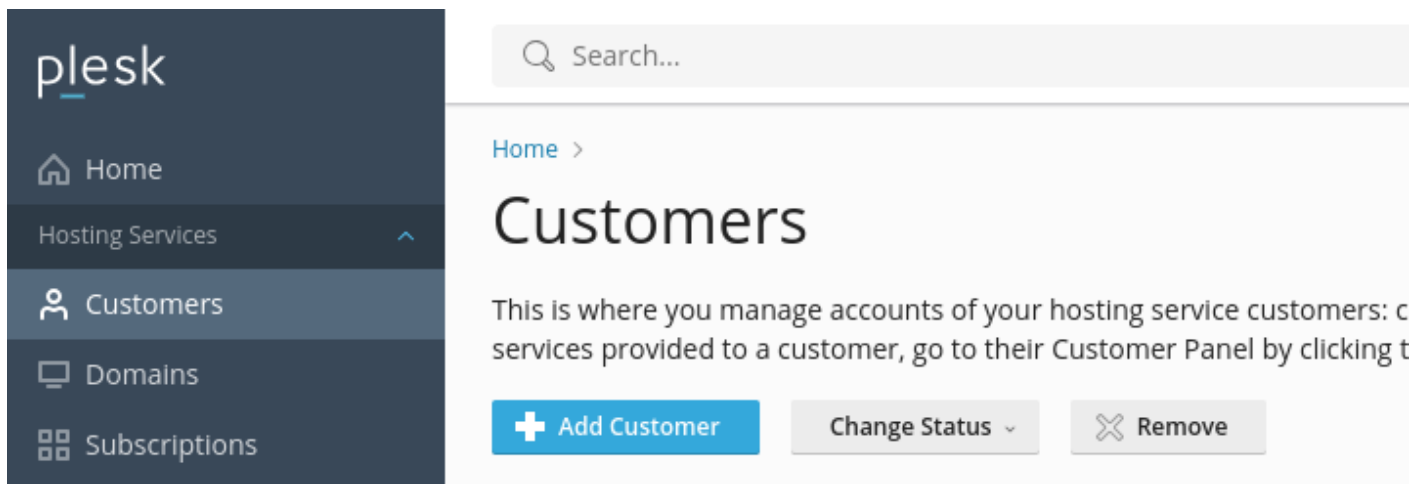 plesk
Home
Hosting Services
Customers
Domains
Subscriptions
Search...
Home >
Customers
This is where you manage accounts of your hosting service customers: c
services provided to a customer, go to their Customer Panel by clicking t
Add Customer
Change Status
Remove